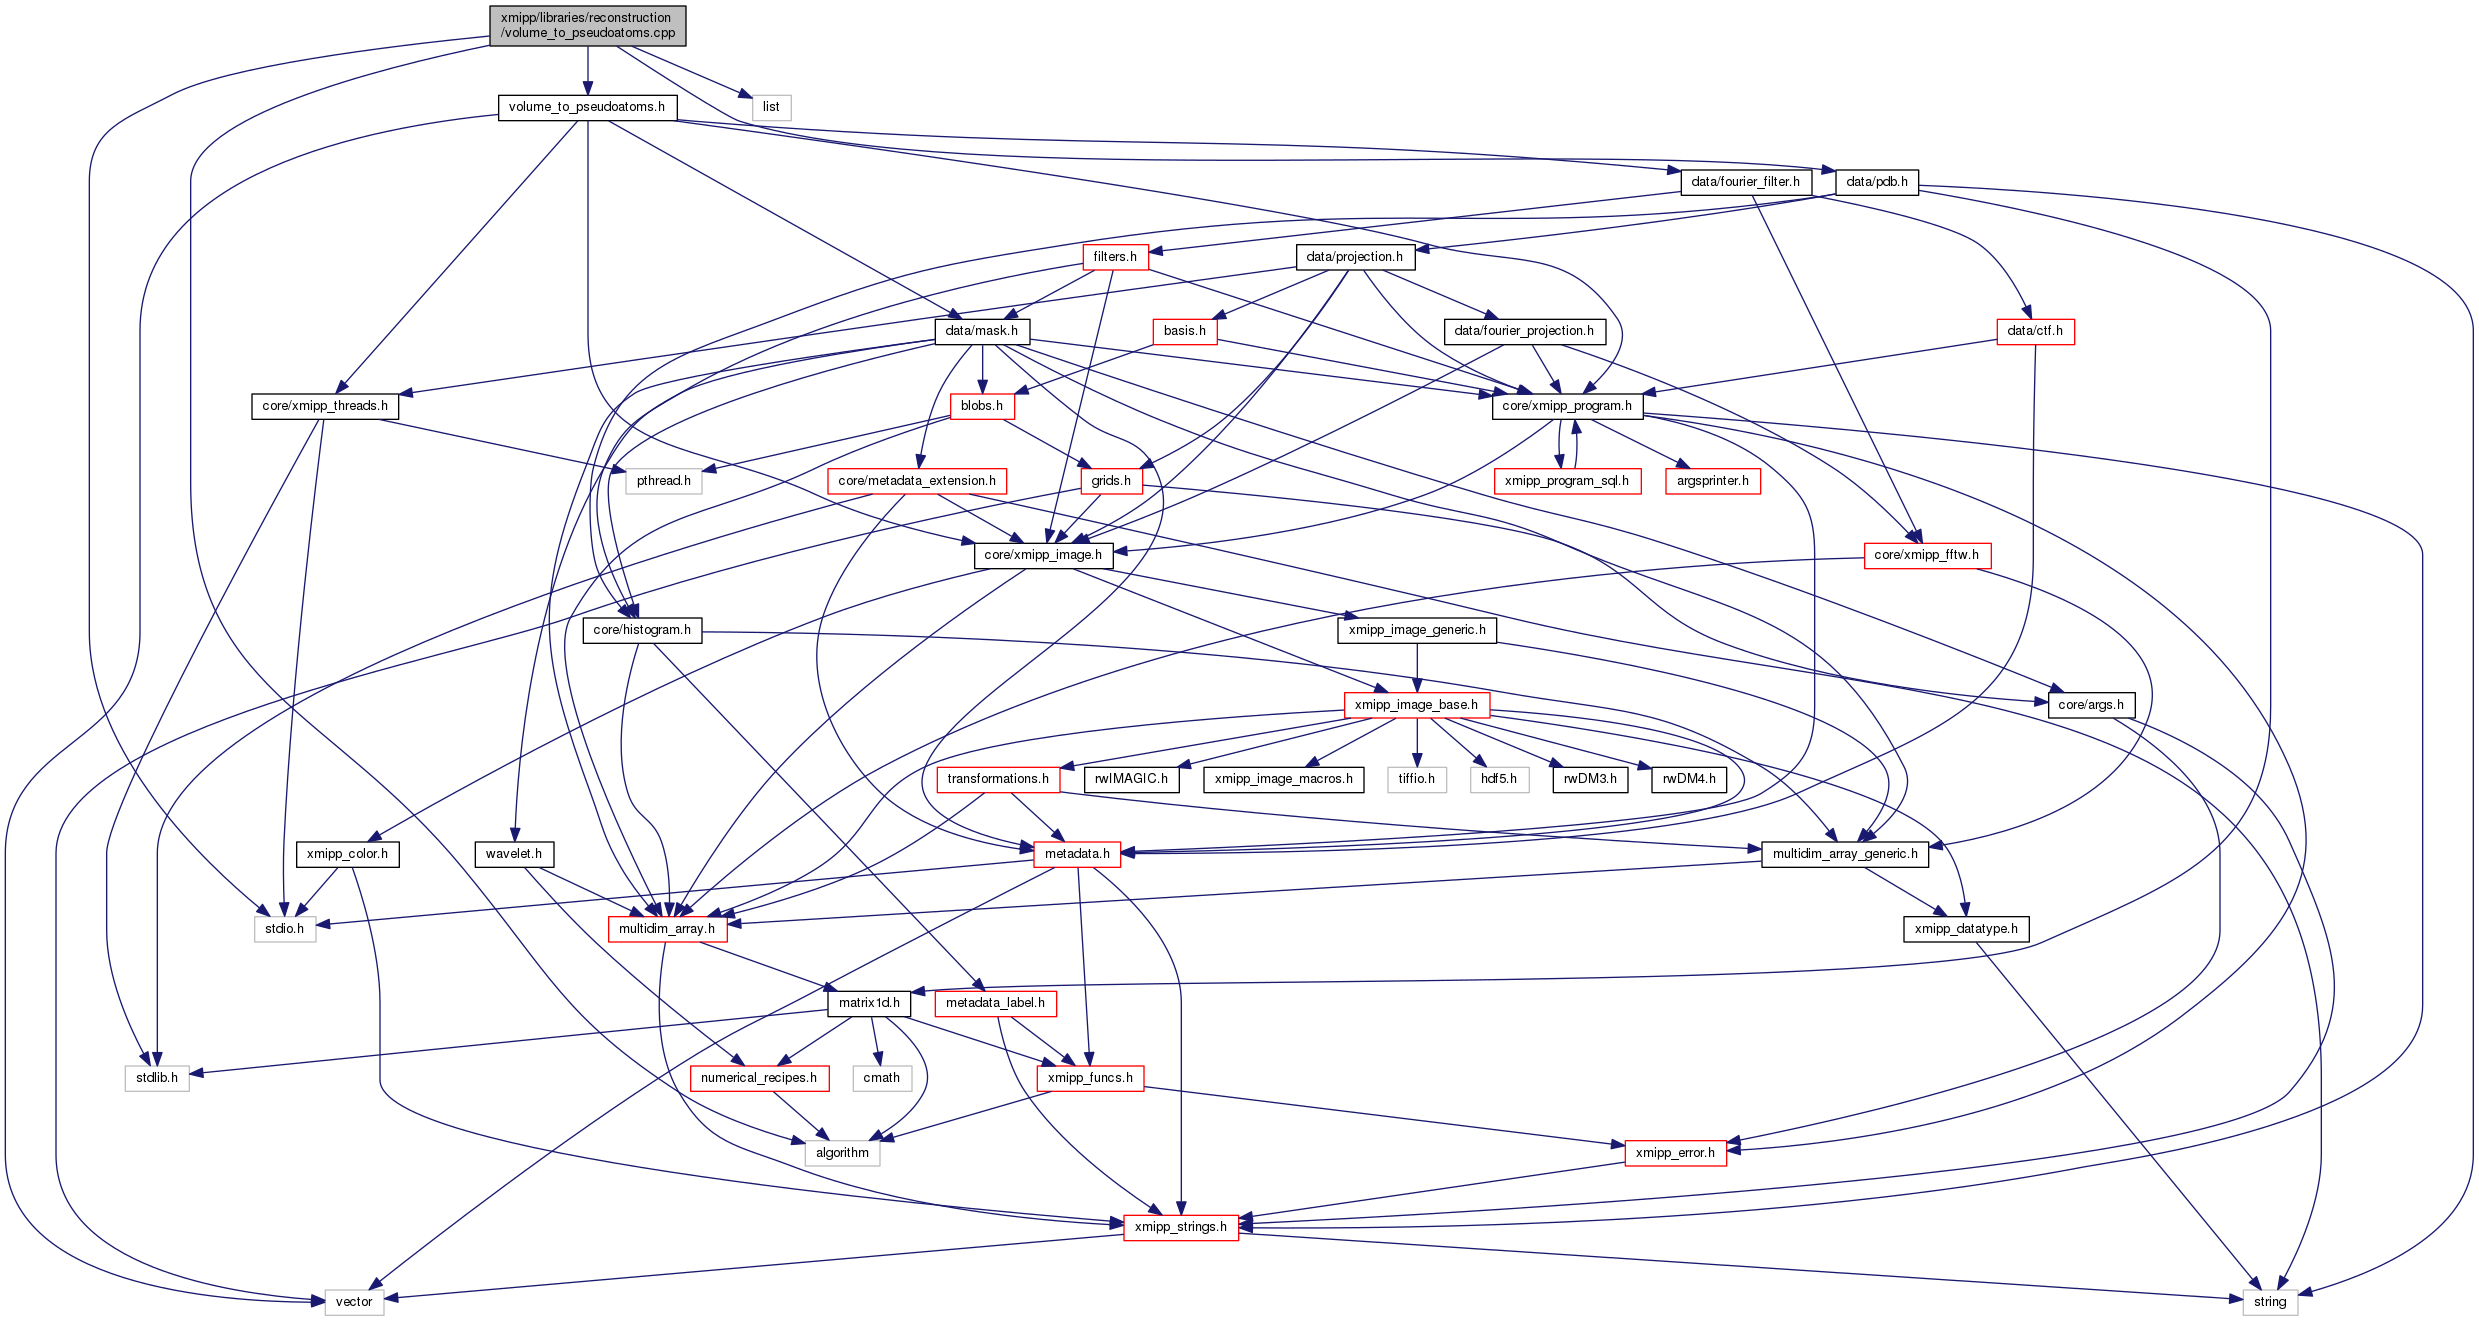 xmipp/libraries/reconstruction
/volume_to_pseudoatoms.cpp
volume_to_pseudoatoms.h
list
data/fourier_filter.h
data/pdb.h
filters.h
data/projection.h
data/mask.h
basis.h
data/fourier_projection.h
data/ctf.h
core/xmipp_threads.h
blobs.h
core/xmipp_program.h
pthread.h
core/metadata_extension.h
grids.h
xmipp_program_sql.h
argsprinter.h
core/xmipp_image.h
core/xmipp_fftw.h
core/histogram.h
xmipp_image_generic.h
xmipp_image_base.h
core/args.h
transformations.h
rwIMAGIC.h
xmipp_image_macros.h
tiffio.h
hdf5.h
rwDM3.h
rwDM4.h
xmipp_color.h
wavelet.h
metadata.h
multidim_array_generic.h
stdio.h
multidim_array.h
xmipp_datatype.h
matrix1d.h
metadata_label.h
stdlib.h
numerical_recipes.h
cmath
xmipp_funcs.h
algorithm
xmipp_error.h
xmipp_strings.h
vector
string